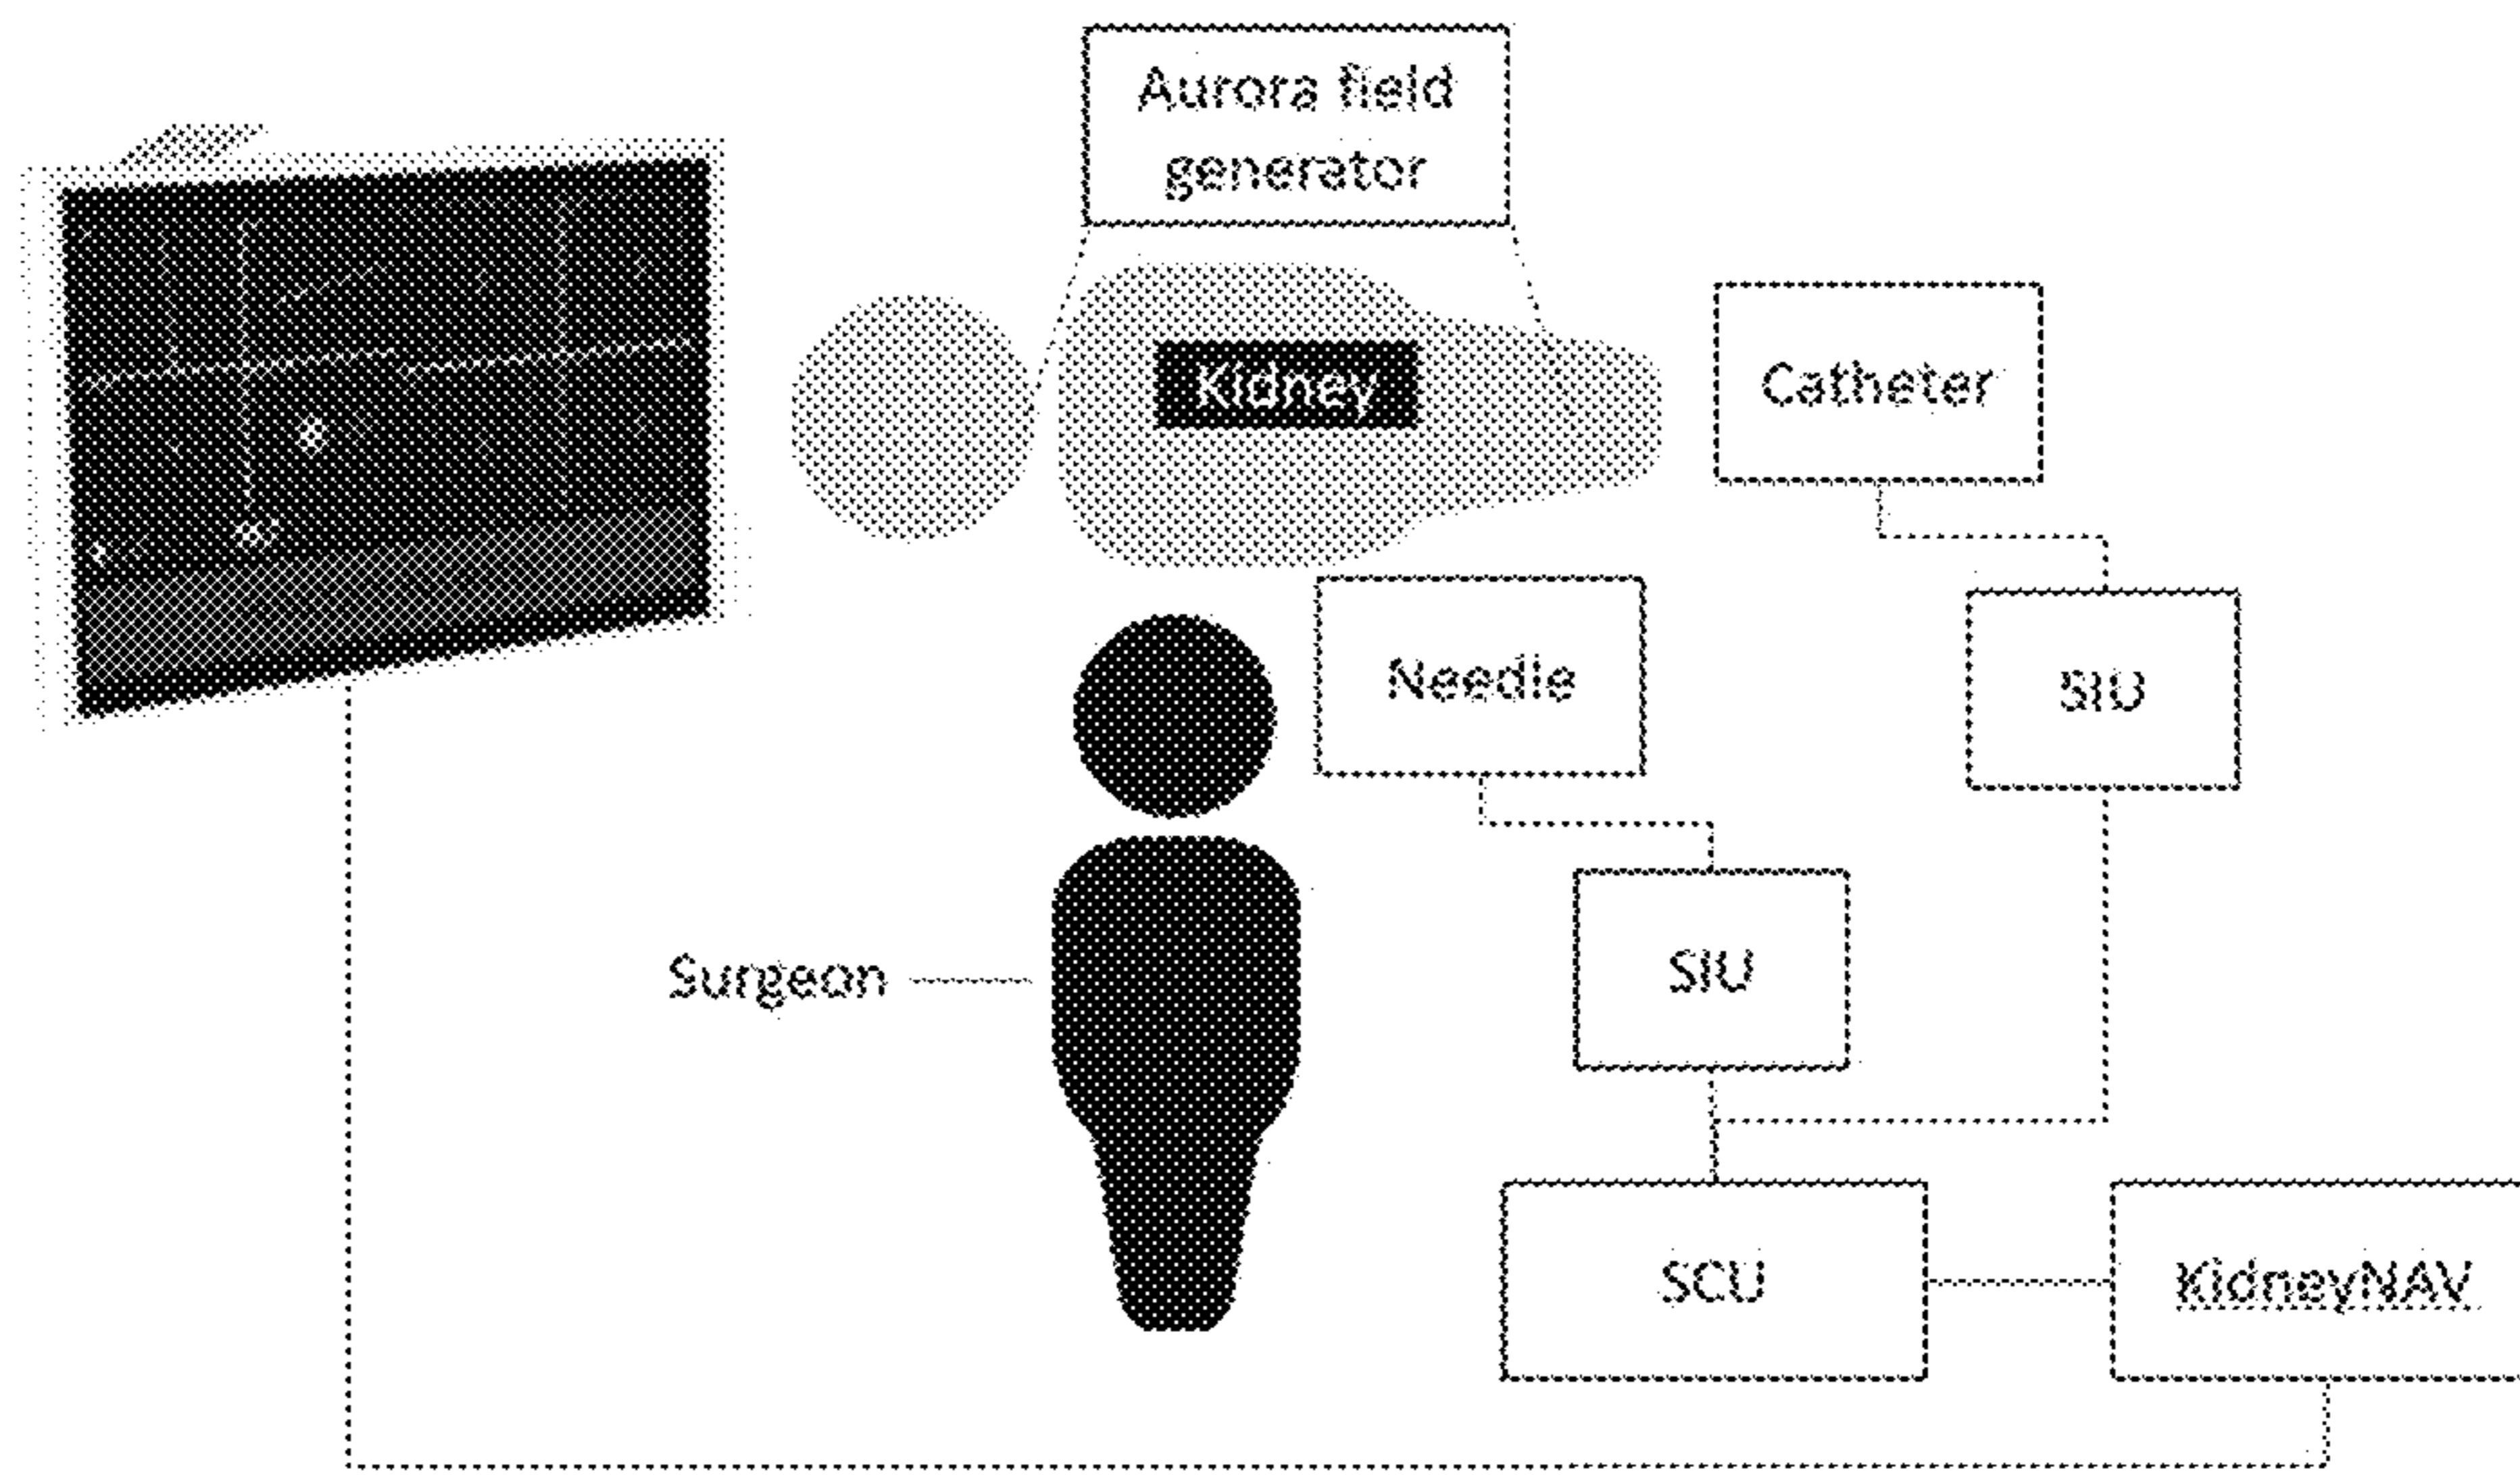 Aurora field
generator
Kidney
Catheter
Needle
SIU
Surgeon
SIU
SCU
KidneyNAV